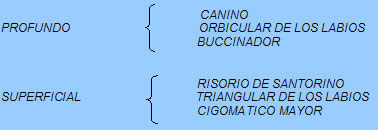 CANINO
PROFUNDO ORBICULAR DE LOS LABIOS
BUCCINADOR
RISORIO DE SANTORINO
SUPERFICIAL TRIANGULAR DE LOS LABIOS
CIGOMATICO MAYOR